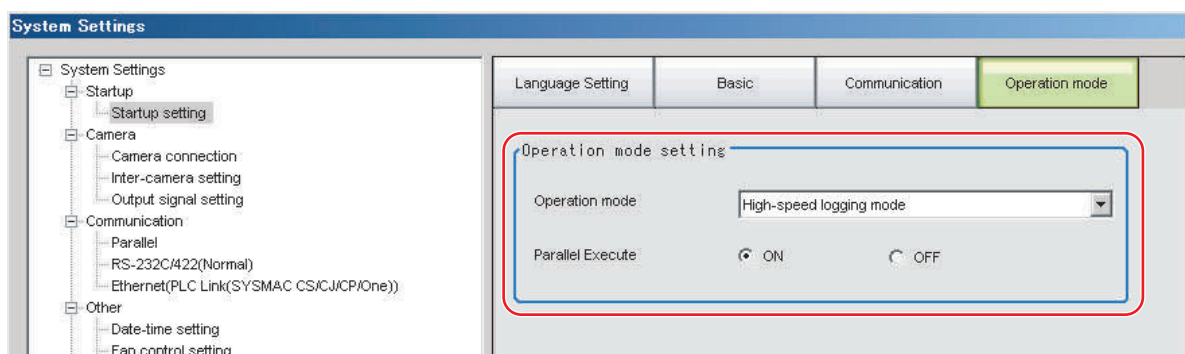 System Settings
System Settings
Startup
Startup setting
Camera
Camera connection
Inter-camera setting
Output signal setting
Communication
Parallel
RS-232C/422(Normal)
Ethernet(PLC Link(SYSMAC CS/CJ/CP/One))
Other
Date-time setting
Fan control setting
Language Setting Basic Communication Operation mode
Operation mode setting
Operation mode High-speed logging mode
Parallel Execute ON OFF